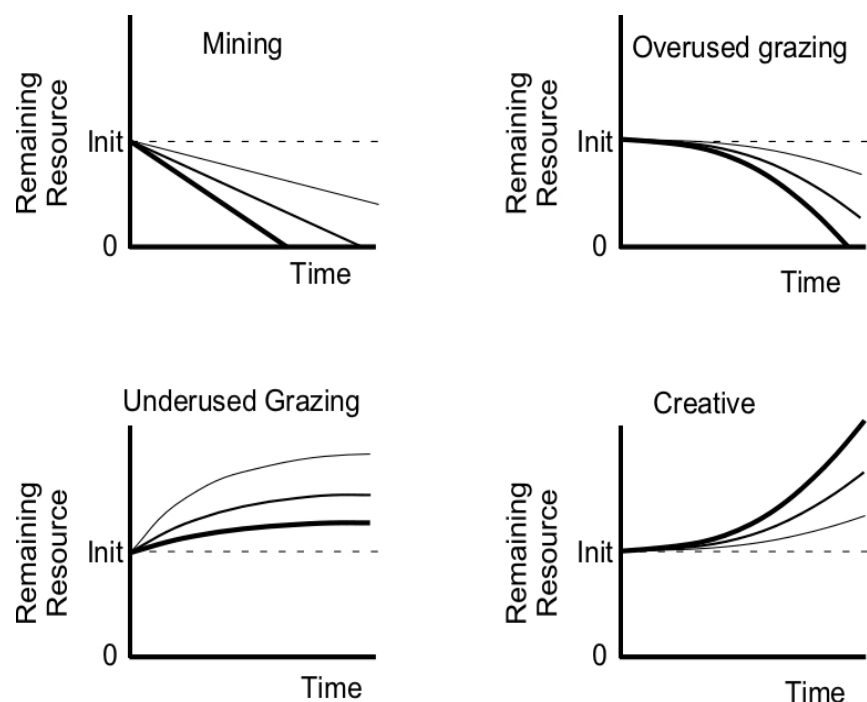 Mining
Remaining
Resource
Init
0
Time
Overused grazing
Remaining
Resource
Init
0
Time
Underused Grazing
Remaining
Resource
Init
0
Time
Creative
Remaining
Resource
Init
0
Time